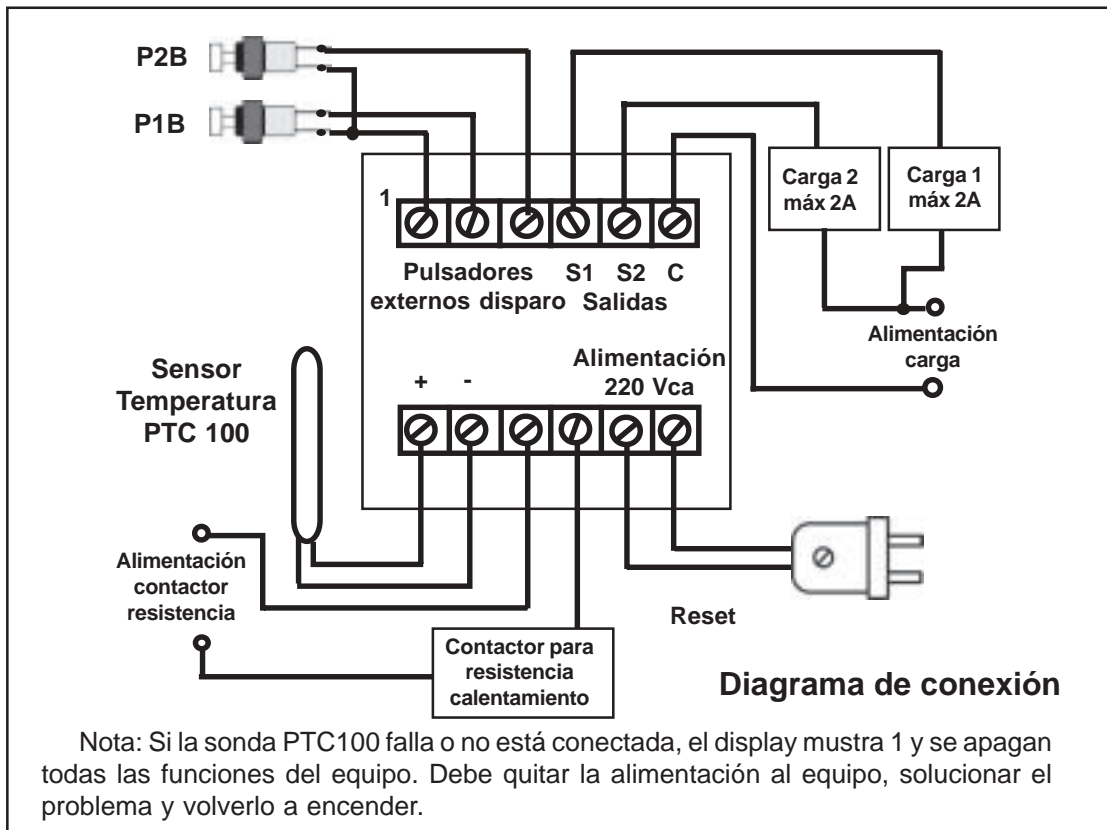 P2B
P1B
1
Carga 2
máx 2A
Carga 1
máx 2A
Pulsadores
externos disparo
S1 S2 C
Salidas
Alimentación
carga
Sensor
Temperatura
PTC 100
+ -
Alimentación
220 Vca
Alimentación
contactor
resistencia
Reset
Contactor para
resistencia
calentamiento
Diagrama de conexión
Nota: Si la sonda PTC100 falla o no está conectada, el display mustra 1 y se apagan
todas las funciones del equipo. Debe quitar la alimentación al equipo, solucionar el
problema y volverlo a encender.